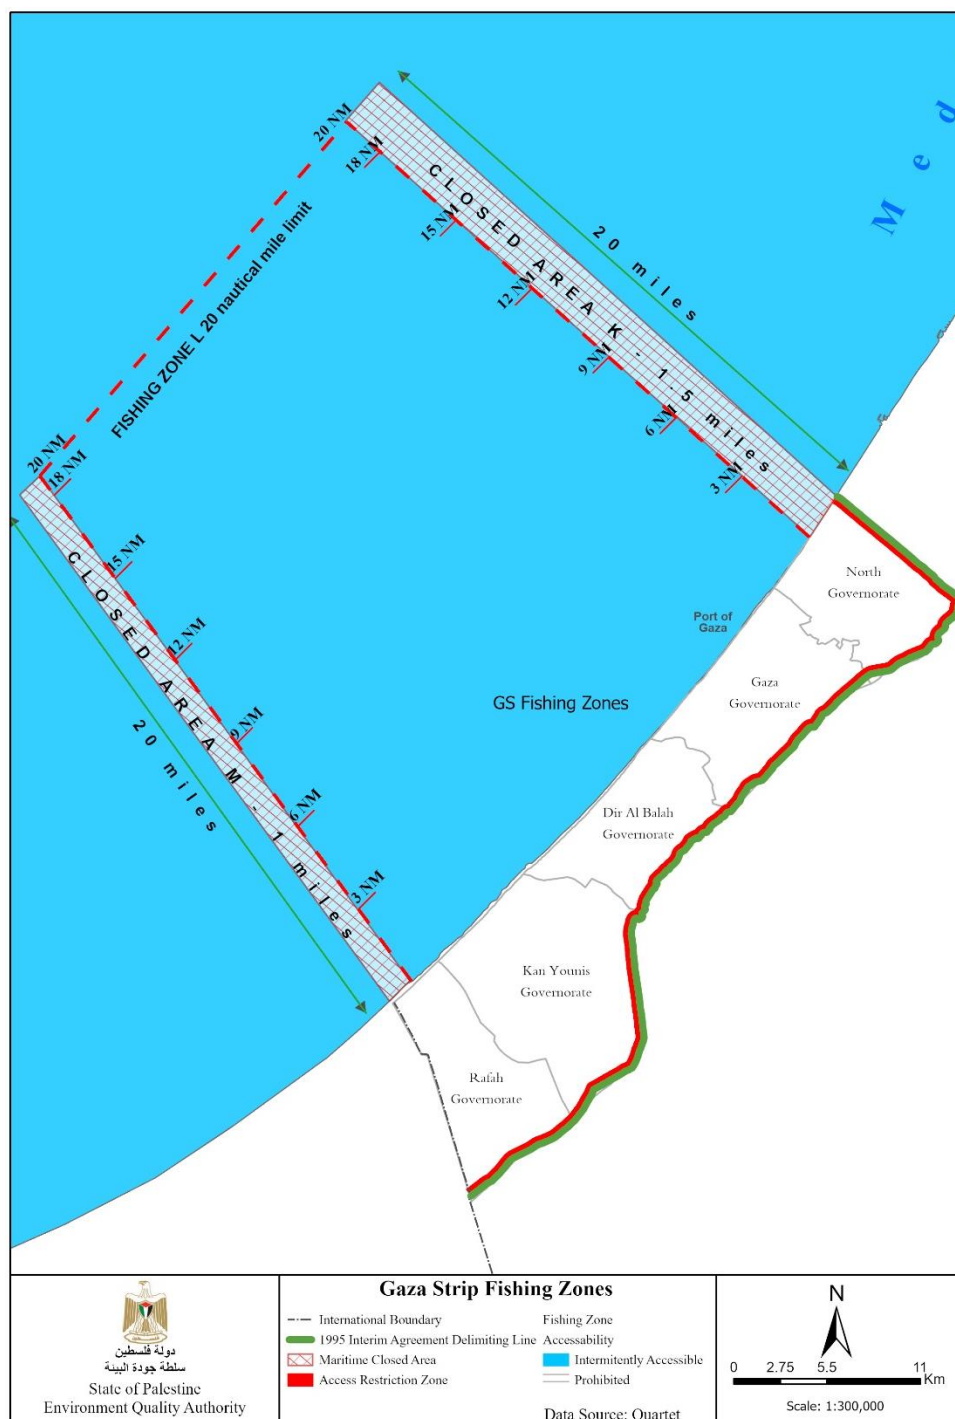 M e d
20 NM
18 NM
15 NM
12 NM
9 NM
6 NM
3 NM
CLOSED AREA K - 1.5 miles
20 miles
FISHING ZONE L 20 nautical mile limit
20 NM
18 NM
15 NM
12 NM
9 NM
6 NM
3 NM
CLOSED AREA M - 1 miles
20 miles
North
Governorate
Port of
Gaza
Gaza
Governorate
GS Fishing Zones
Dir Al Balah
Governorate
Kan Younis
Governorate
Rafah
Governorate
دولة فلسطين
سلطة جودة البيئة
State of Palestine
Environment Quality Authority
Gaza Strip Fishing Zones
International Boundary
1995 Interim Agreement Delimiting Line
Maritime Closed Area
Access Restriction Zone
Fishing Zone
Accessability
Intermitently Accessible
Prohibited
Data Source: Quartet
N
0 2.75 5.5 11
Km
Scale: 1:300,000